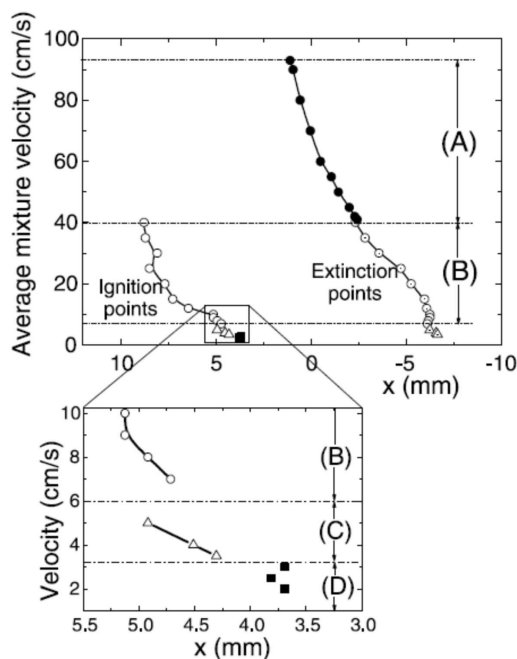 Average mixture velocity (cm/s)
100
80
60
40
20
0
(A)
(B)
Ignition
points
Extinction
points
10
5
0
-5
-10
x (mm)
Velocity (cm/s)
10
8
6
4
2
(B)
(C)
(D)
5.5
5.0
4.5
4.0
3.5
3.0
x (mm)